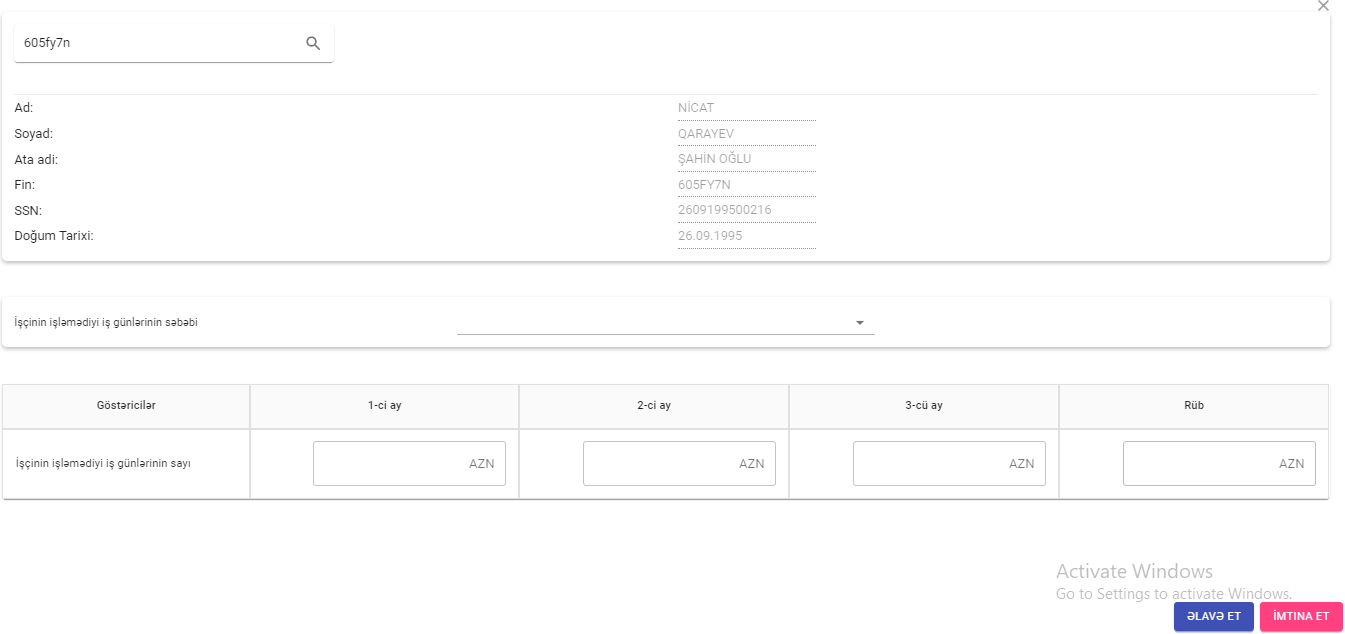 605fy7n
Ad: NİCAT
Soyad: QARAYEV
Ata adi: ŞAHİN OĞLU
Fin: 605FY7N
SSN: 2609199500216
Doğum Tarixi: 26.09.1995
İşçinin işləmədiyi iş günlərinin səbəbi
Göstəricilər 1-ci ay 2-ci ay 3-cü ay Rüb
İşçinin işləmədiyi iş günlərinin sayı AZN AZN AZN AZN
Activate Windows
Go to Settings to activate Windows.
ƏLAVƏ ET İMTINA ET